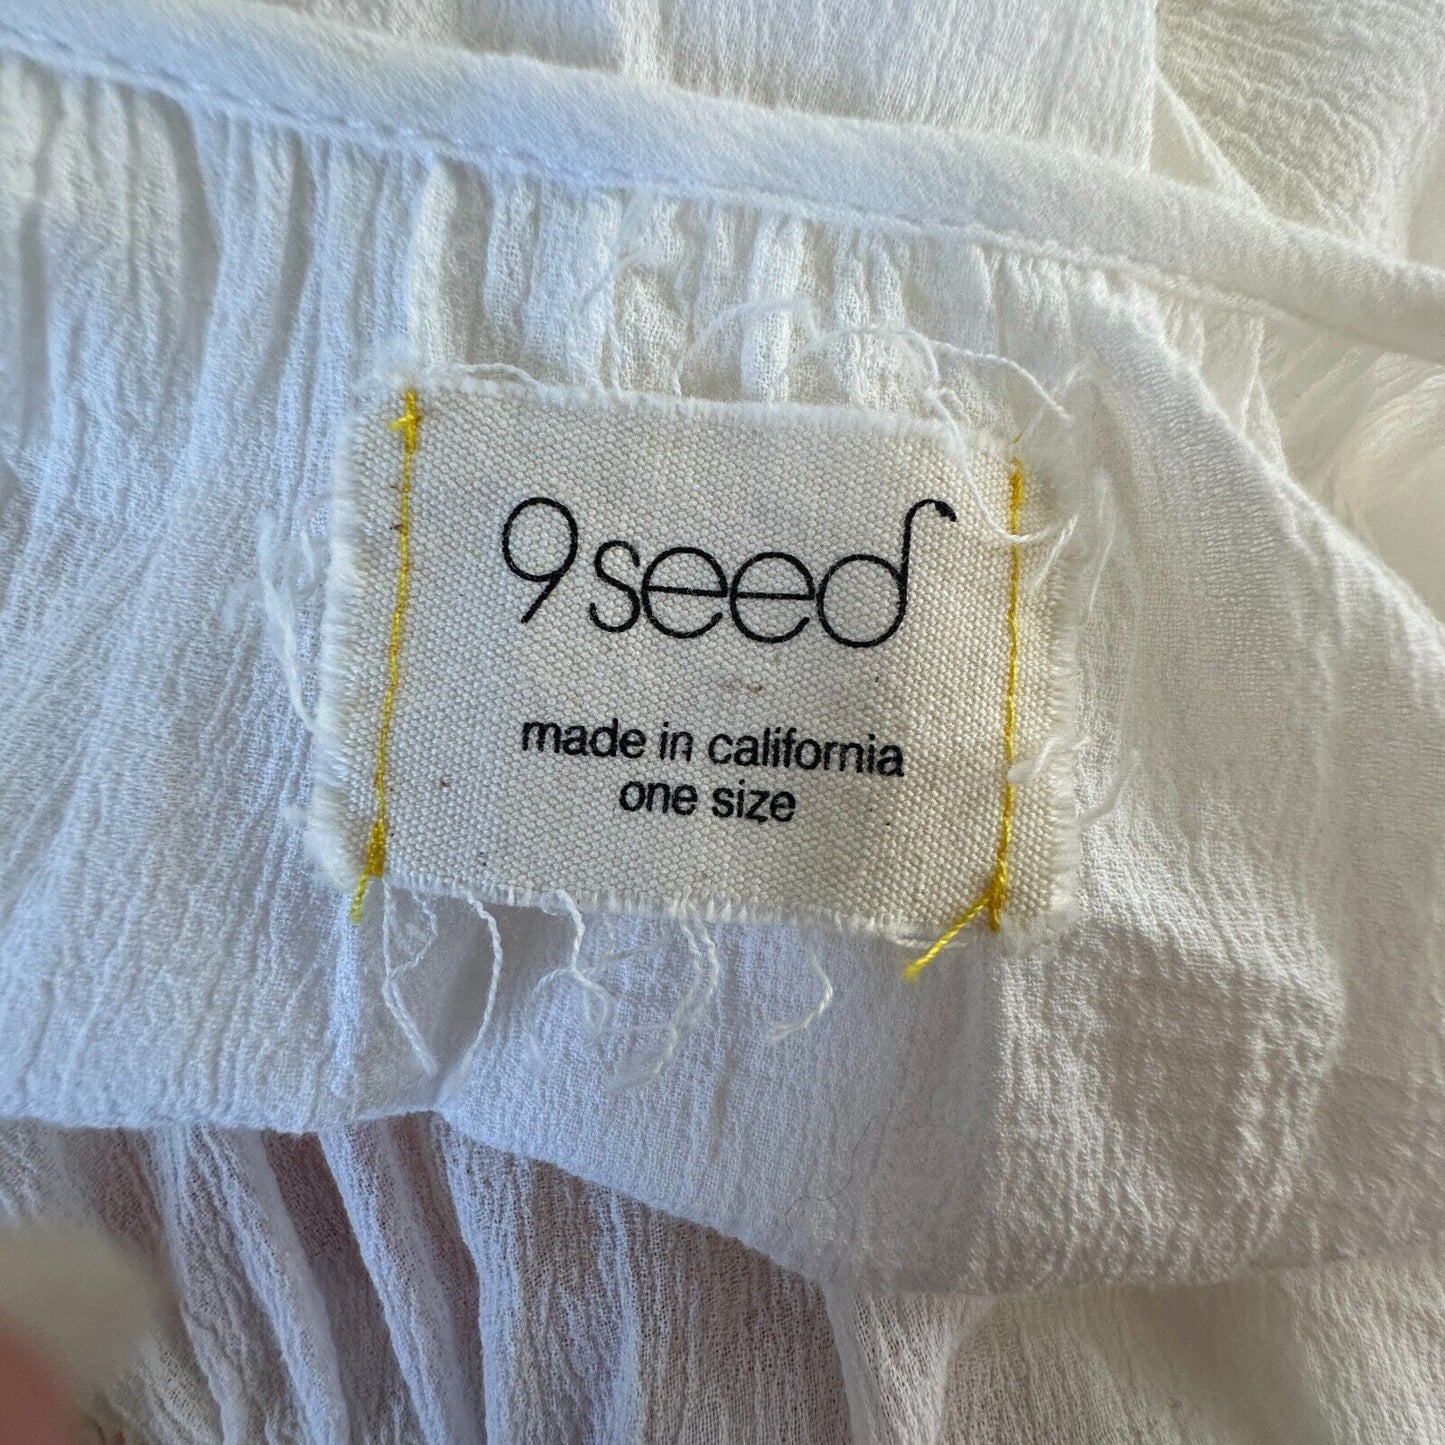 9seed
made in california
one size